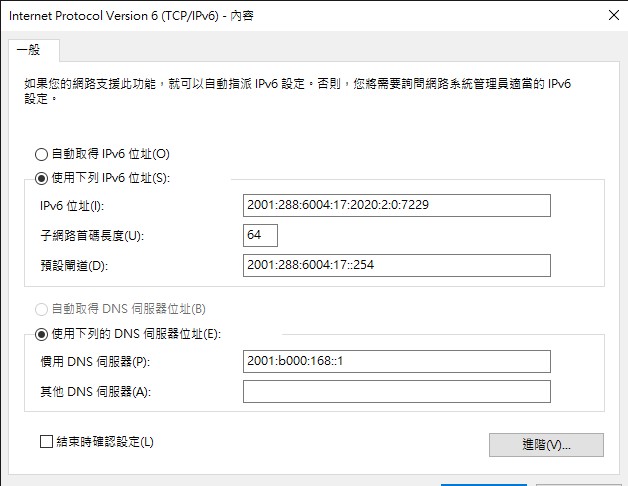 Internet Protocol Version 6 (TCP/IPv6) - 內容
一般
如果您的網路支援此功能，就可以自動指派 IPv6 設定。否則，您將需要詢問網路系統管理員適當的 IPv6
設定。
自動取得 IPv6 位址(O)
使用下列 IPv6 位址(S):
IPv6 位址(I): 2001:288:6004:17:2020:2:0:7229
子網路首碼長度(U): 64
預設閘道(D): 2001:288:6004:17::254
自動取得 DNS 伺服器位址(B)
使用下列的 DNS 伺服器位址(E):
慣用 DNS 伺服器(P): 2001:b000:168::1
其他 DNS 伺服器(A):
結束時確認設定(L)
進階(V)...